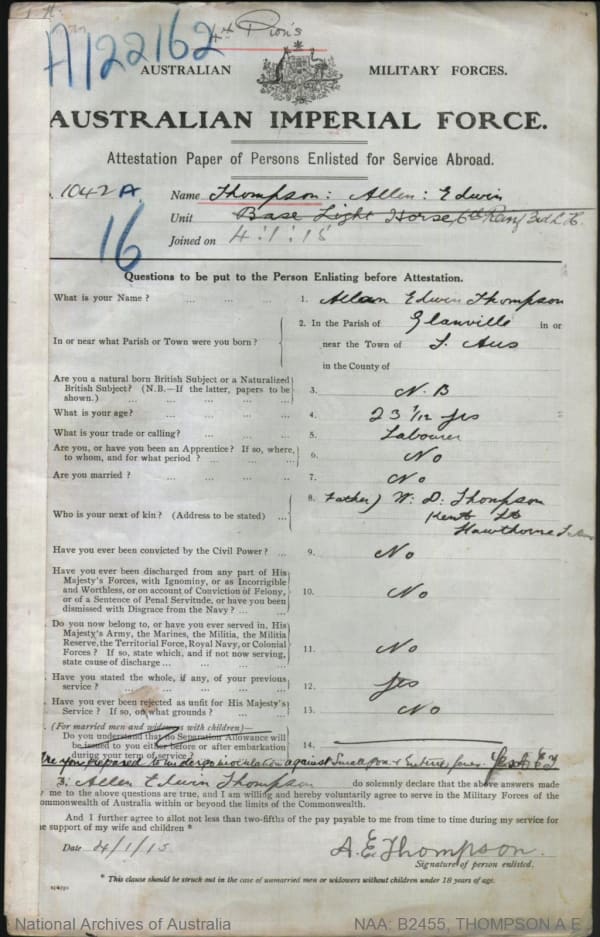 A/22162
4th Pion's
AUSTRALIAN MILITARY FORCES.
AUSTRALIAN IMPERIAL FORCE.
Attestation Paper of Persons Enlisted for Service Abroad.
1042 A. Name Thompson: Allen: Edwin
Unit Base Light Horse, 6th Rein/ 3rd L.H.
16
Joined on 4:1:15
Questions to be put to the Person Enlisting before Attestation.
What is your Name? ... ... ... 1. Allan Edwin Thompson
In or near what Parish or Town were you born? 2. In the Parish of Glanville in or
near the Town of S. Aus
in the County of
Are you a natural born British Subject or a Naturalized
British Subject? (N.B.—If the latter, papers to be
shown.) ... ... ... ... 3. N. B
What is your age? ... ... ... 4. 23 1/12 yrs
What is your trade or calling? ... ... ... 5. Labourer
Are you, or have you been an Apprentice? If so, where,
to whom, and for what period? ... ... ... 6. No
Are you married? ... ... ... ... 7. No
Who is your next of kin? (Address to be stated) ... 8. Father) W. D. Thompson
Kent St
Hawthorne S. Aus
Have you ever been convicted by the Civil Power? ... 9. No
Have you ever been discharged from any part of His
Majesty's Forces, with Ignominy, or as Incorrigible
and Worthless, or on account of Conviction of Felony,
or of a Sentence of Penal Servitude, or have you been
dismissed with Disgrace from the Navy? ... ... 10. No
Do you now belong to, or have you ever served in, His
Majesty's Army, the Marines, the Militia, the Militia
Reserve, the Territorial Force, Royal Navy, or Colonial
Forces? If so, state which, and if not now serving,
state cause of discharge ... ... ... 11. No
Have you stated the whole, if any, of your previous
service? ... ... ... ... 12. yes
Have you ever been rejected as unfit for His Majesty's
Service? If so, on what grounds? ... ... 13. No
(For married men and widowers with children)—
Do you understand that no Separation Allowance will
be issued to you either before or after embarkation
during your term of service? 14.
Are you prepared to undergo inoculation against Smallpox & Enteric fever. Yes A E T
I, Allen Edwin Thompson do solemnly declare that the above answers made
me to the above questions are true, and I am willing and hereby voluntarily agree to serve in the Military Forces of the
ommonwealth of Australia within or beyond the limits of the Commonwealth.
And I further agree to allot not less than two-fifths of the pay payable to me from time to time during my service for
e support of my wife and children *
Date 4/1/15 A. E. Thompson.
Signature of person enlisted.
* This clause should be struck out in the case of unmarried men or widowers without children under 18 years of age.
National Archives of Australia NAA: B2455, THOMPSON A E